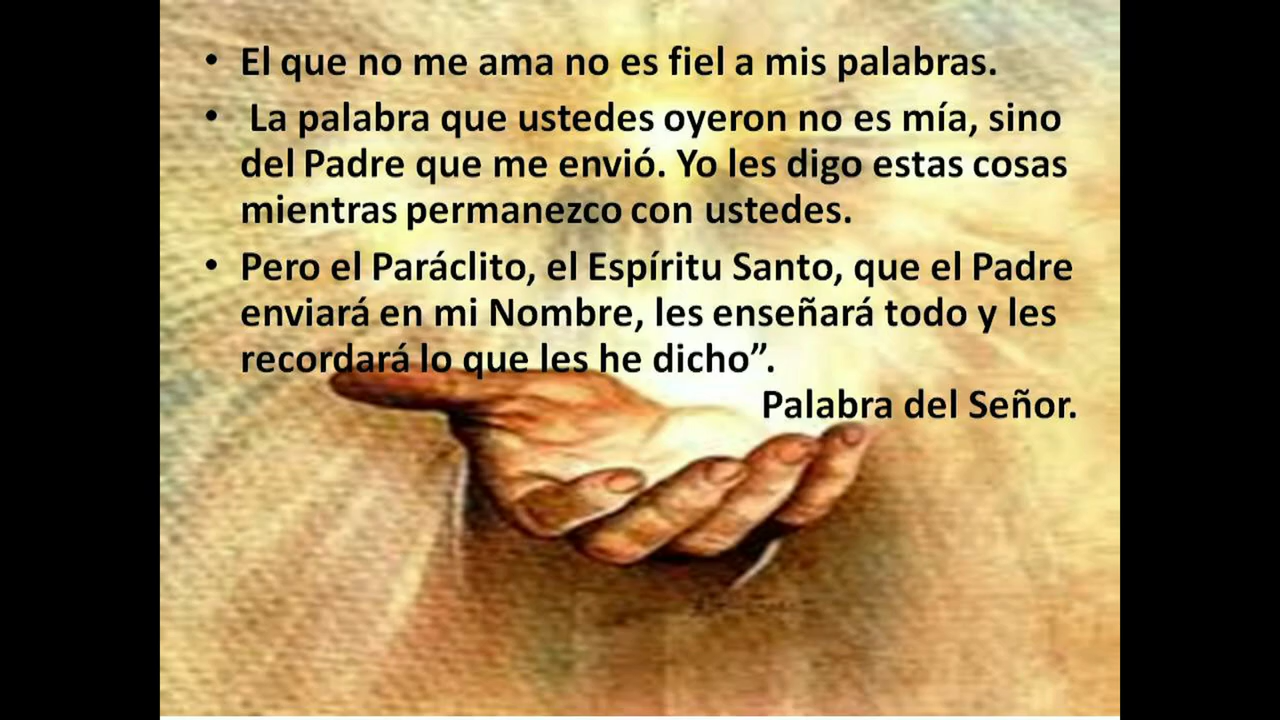 • El que no me ama no es fiel a mis palabras.
• La palabra que ustedes oyeron no es mía, sino
del Padre que me envió. Yo les digo estas cosas
mientras permanezco con ustedes.
• Pero el Paráclito, el Espíritu Santo, que el Padre
enviará en mi Nombre, les enseñará todo y les
recordará lo que les he dicho”.
Palabra del Señor.